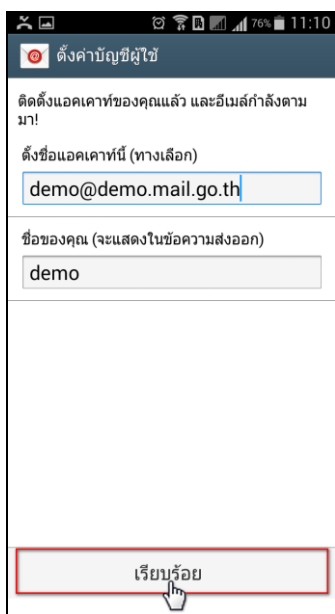 76% 11:10
ตั้งค่าบัญชีผู้ใช้
ติดตั้งแอคเคาท์ของคุณแล้ว และอีเมล์กำลังตาม
มา!
ตั้งชื่อแอคเคาท์นี้ (ทางเลือก)
demo@demo.mail.go.th
ชื่อของคุณ (จะแสดงในข้อความส่งออก)
demo
เรียบร้อย